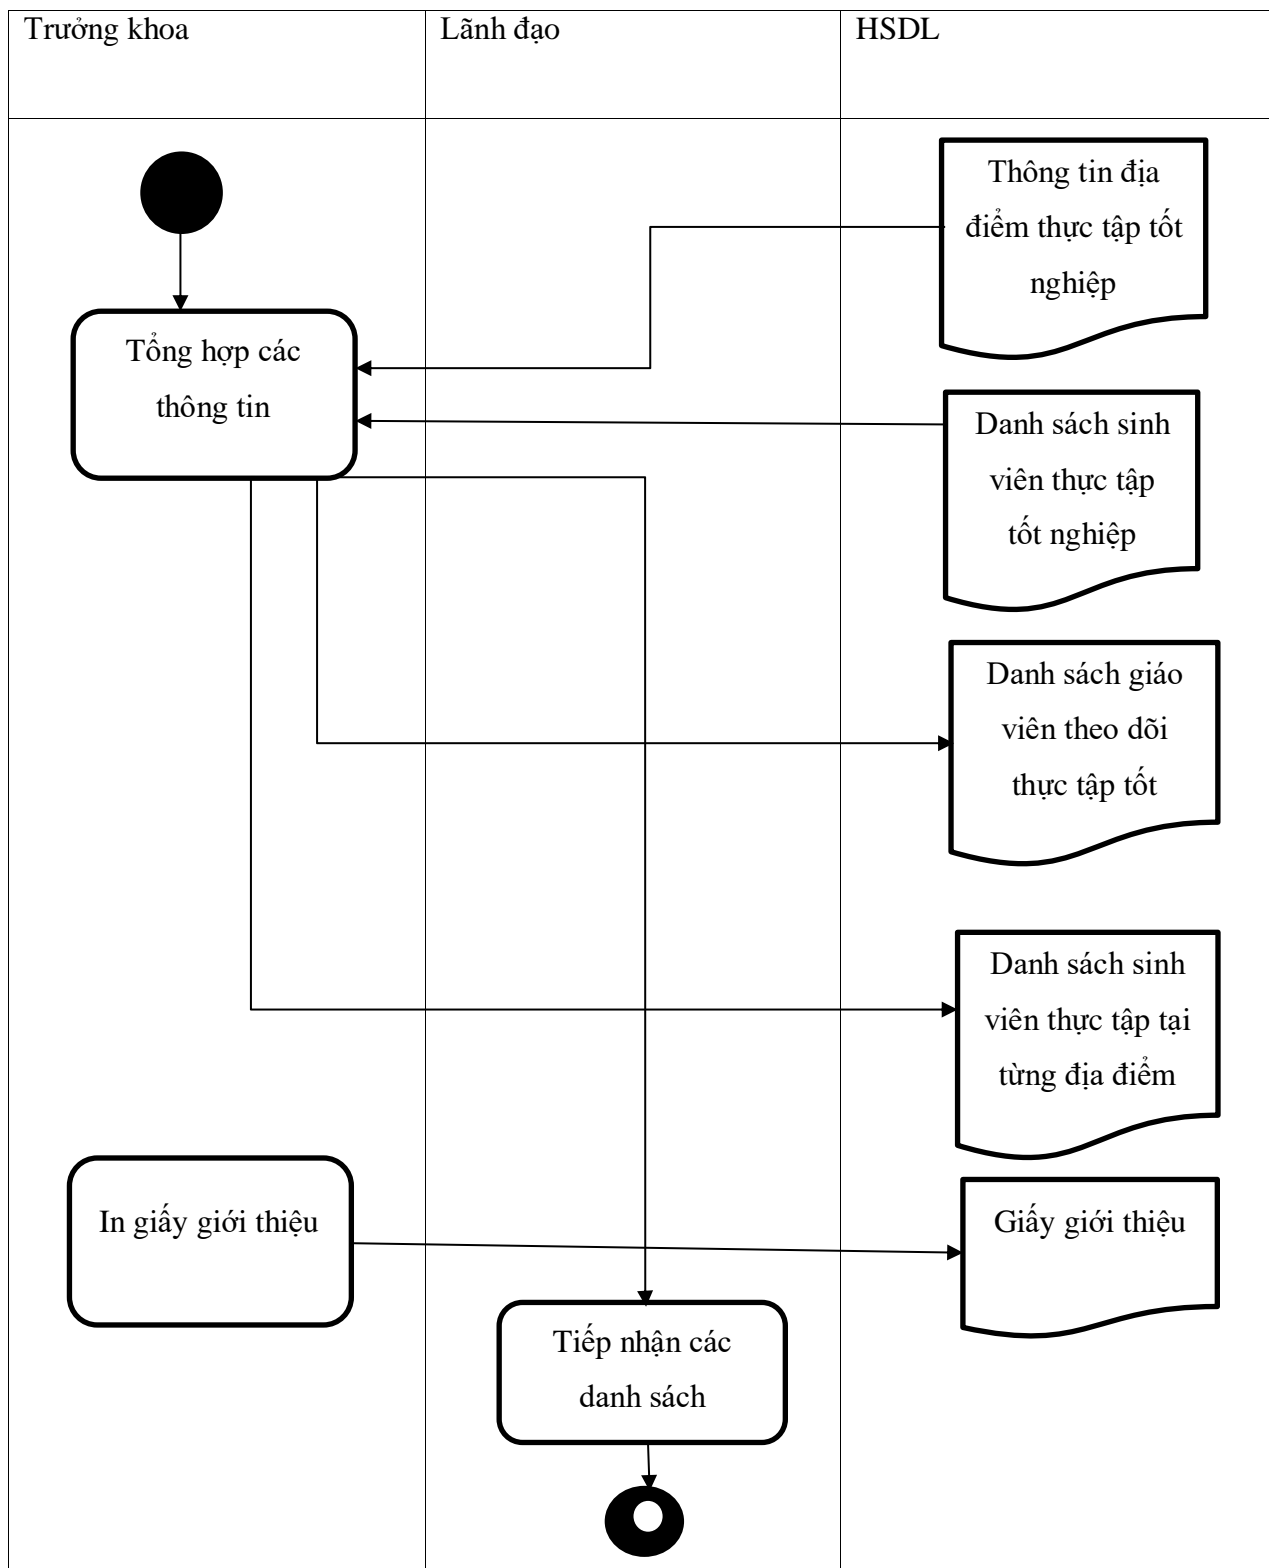 Trưởng khoa
Lãnh đạo
HSDL
Thông tin địa
điểm thực tập tốt
nghiệp
Tổng hợp các
thông tin
Danh sách sinh
viên thực tập
tốt nghiệp
Danh sách giáo
viên theo dõi
thực tập tốt
Danh sách sinh
viên thực tập tại
từng địa điểm
In giấy giới thiệu
Giấy giới thiệu
Tiếp nhận các
danh sách